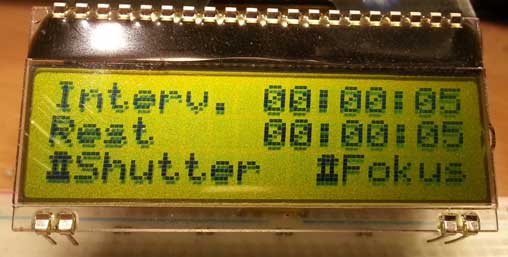 Interv. 00:00:05
Rest 00:00:05
Shutter Fokus